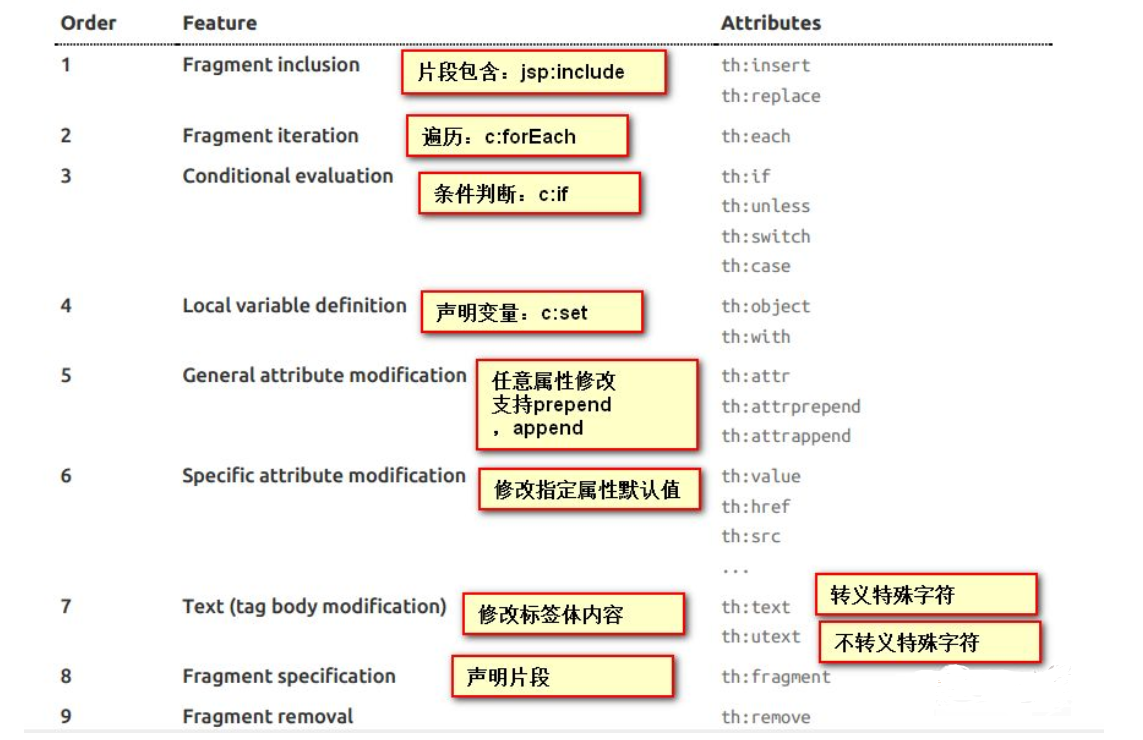 Order Feature Attributes
1 Fragment inclusion 片段包含：jsp:include th:insert
th:replace
2 Fragment iteration 遍历：c:forEach th:each
3 Conditional evaluation 条件判断：c:if th:if
th:unless
th:switch
th:case
4 Local variable definition 声明变量：c:set th:object
th:with
5 General attribute modification 任意属性修改 th:attr
支持prepend th:attrprepend
，append th:attrappend
6 Specific attribute modification 修改指定属性默认值 th:value
th:href
th:src
...
7 Text (tag body modification) 修改标签体内容 th:text 转义特殊字符
th:utext 不转义特殊字符
8 Fragment specification 声明片段 th:fragment
9 Fragment removal th:remove